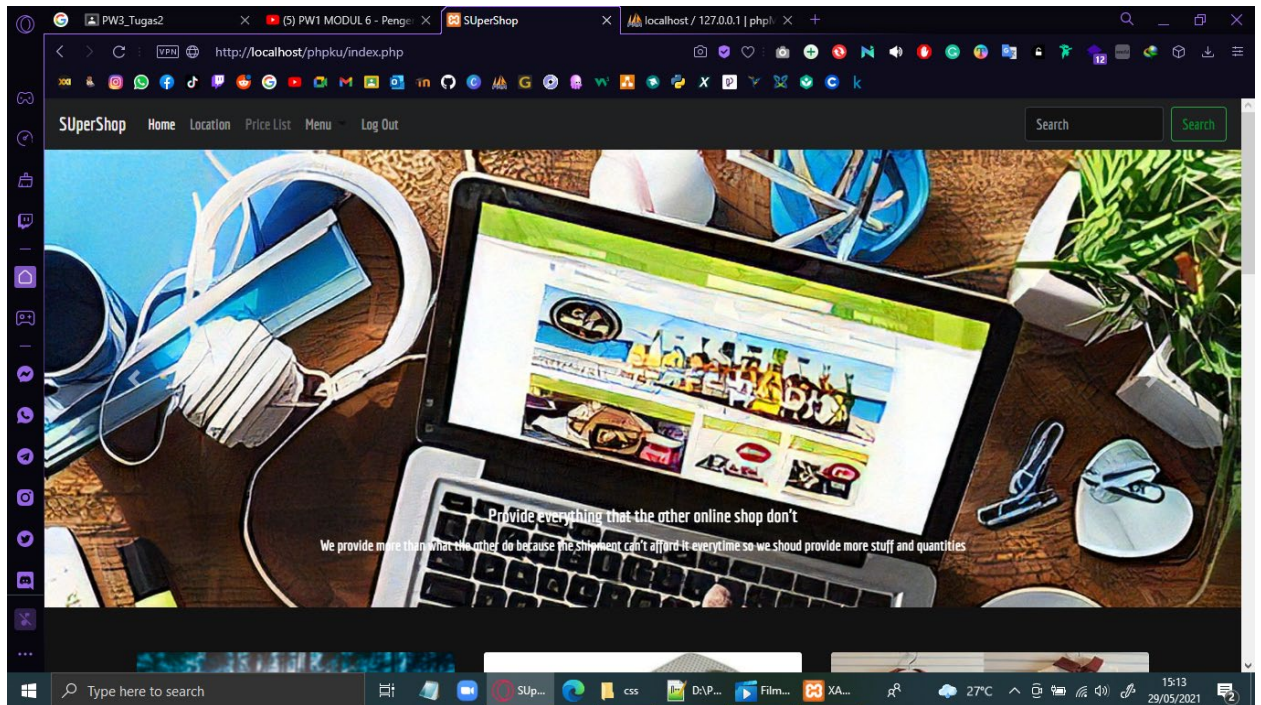 PW3_Tugas2
(5) PW1 MODUL 6 - Penge
SUperShop
localhost / 127.0.0.1 | php
VPN
http://localhost/phpku/index.php
12
SUperShop Home Location Price List Menu Log Out
Search
Search
Provide everything that the other online shop don't
We provide more than what the other do because the shipment can't afford it everytime so we shoud provide more stuff and quantities
Type here to search
SUp...
css
D:\P...
Film...
XA...
27°C
15:13
29/05/2021
2